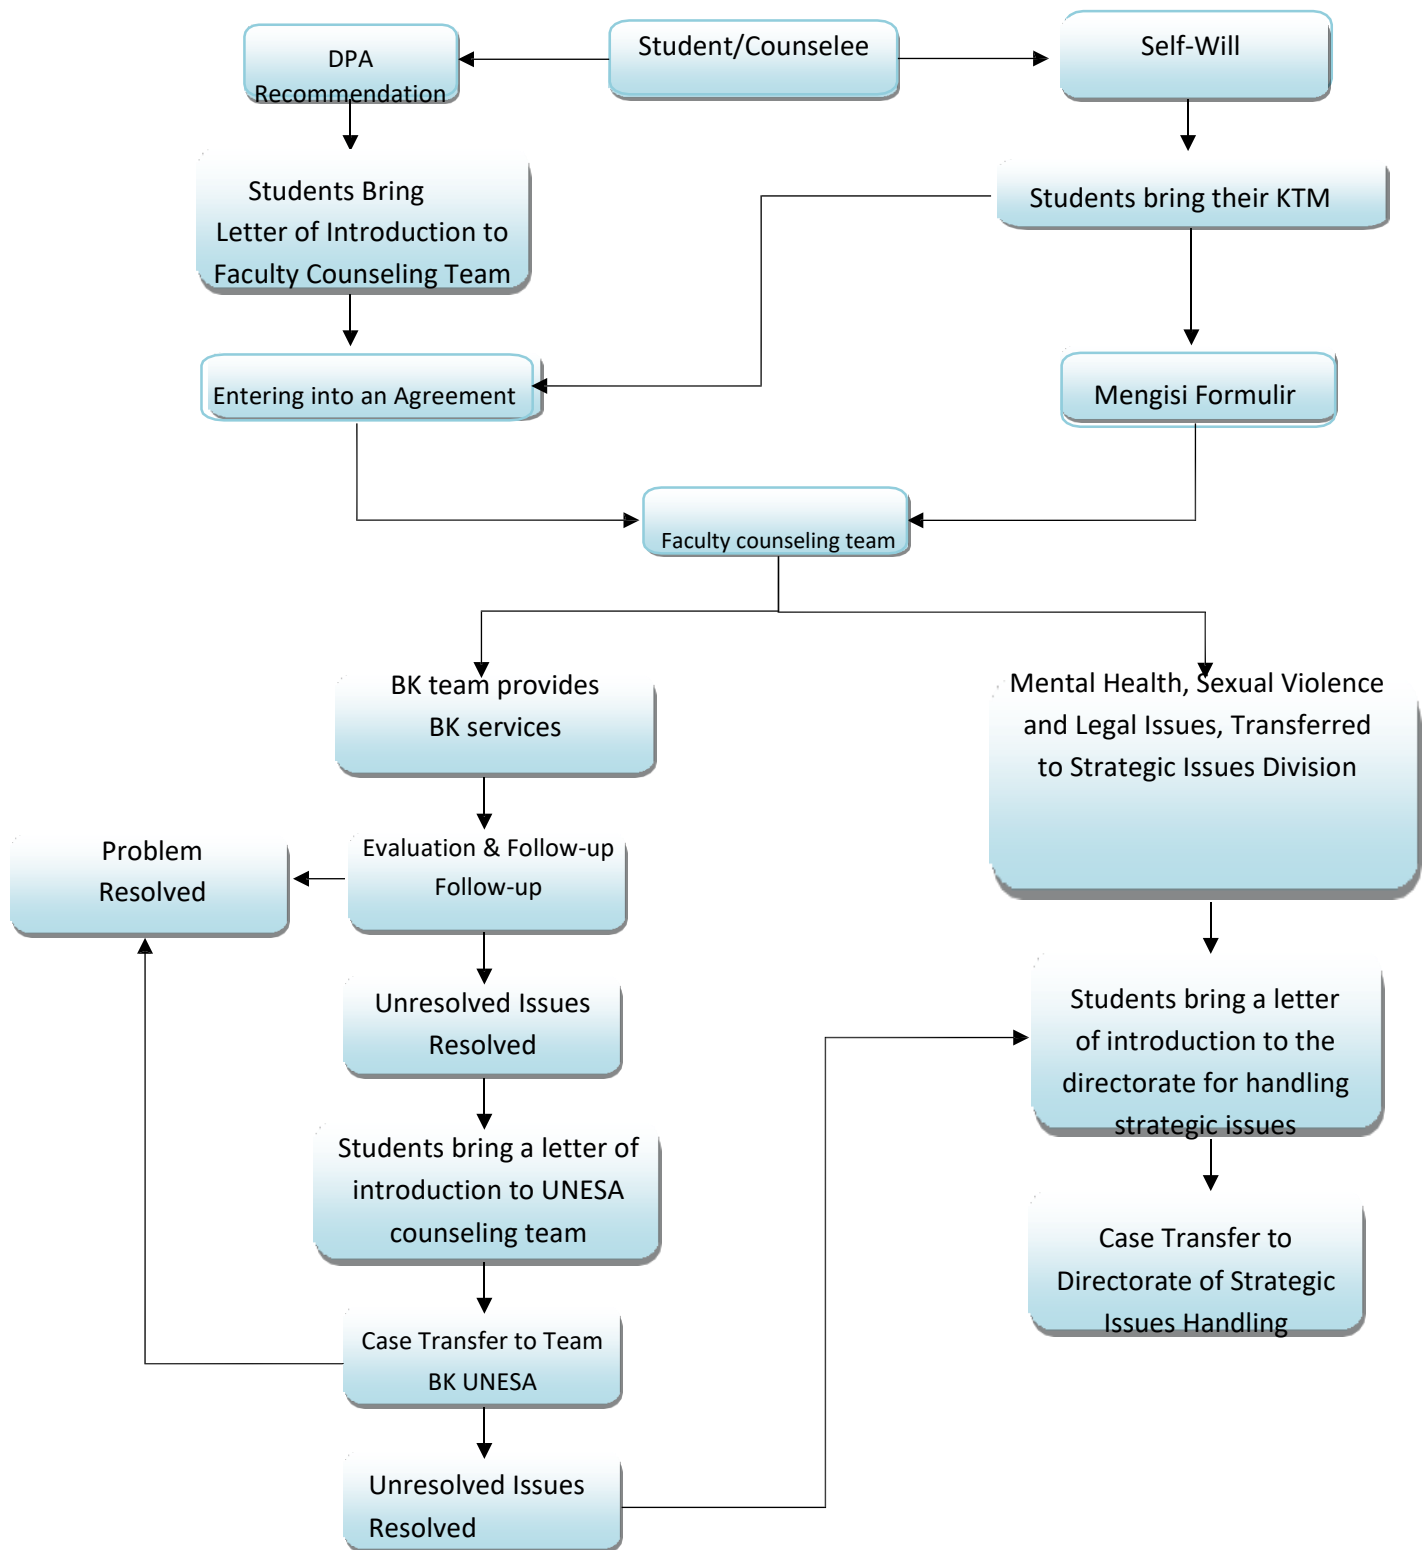 Student/Counselee
DPA
Recommendation
Self-Will
Students Bring
Letter of Introduction to
Faculty Counseling Team
Students bring their KTM
Entering into an Agreement
Mengisi Formulir
Faculty counseling team
BK team provides
BK services
Mental Health, Sexual Violence
and Legal Issues, Transferred
to Strategic Issues Division
Problem
Resolved
Evaluation & Follow-up
Follow-up
Unresolved Issues
Resolved
Students bring a letter
of introduction to the
directorate for handling
strategic issues
Students bring a letter of
introduction to UNESA
counseling team
Case Transfer to
Directorate of Strategic
Issues Handling
Case Transfer to Team
BK UNESA
Unresolved Issues
Resolved